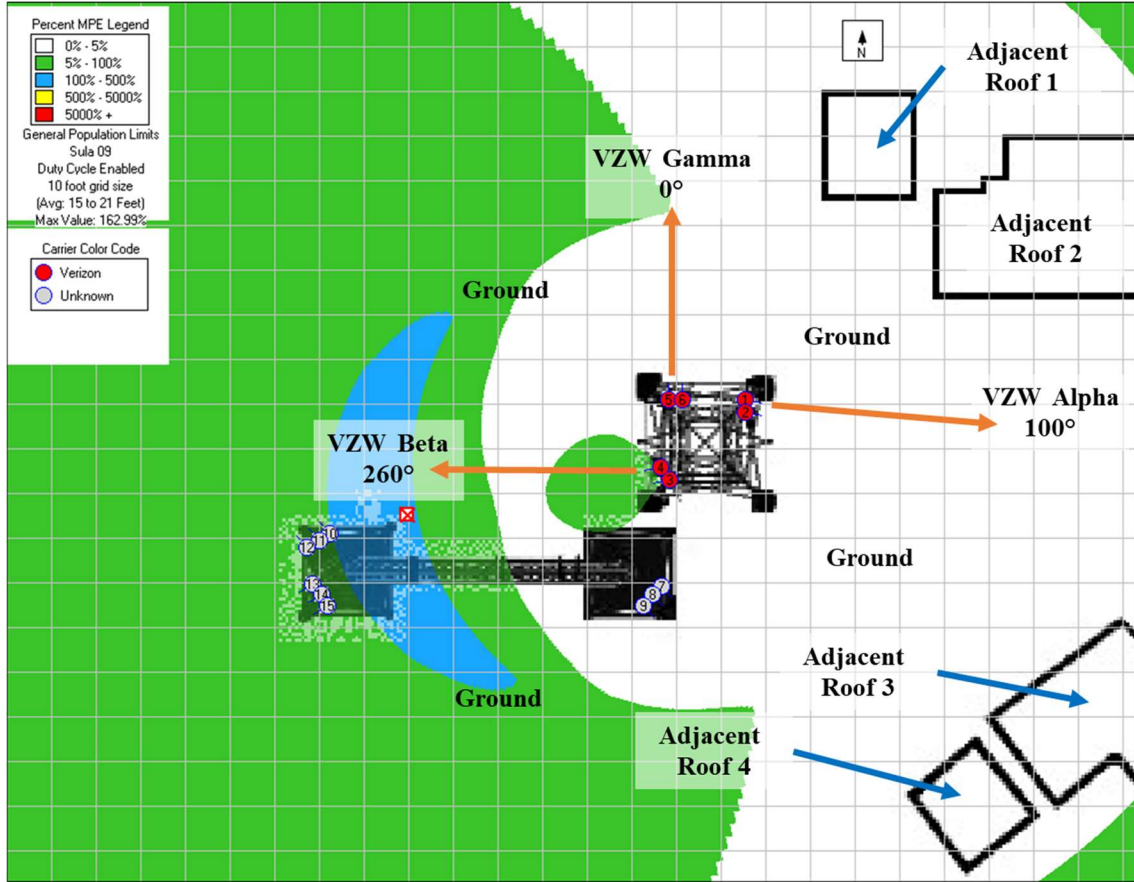 Percent MPE Legend
0% - 5%
5% - 100%
100% - 500%
500% - 5000%
5000% +
General Population Limits
Sula 09
Duty Cycle Enabled
10 foot grid size
(Avg: 15 to 21 Feet)
Max Value: 162.99%
Carrier Color Code
Verizon
Unknown
N
Adjacent
Roof 1
VZW Gamma
0°
Adjacent
Roof 2
Ground
Ground
5 6
1
2
VZW Alpha
100°
VZW Beta
260°
4
3
10
11
12
13
14
15
7
8
9
Ground
Ground
Adjacent
Roof 3
Adjacent
Roof 4